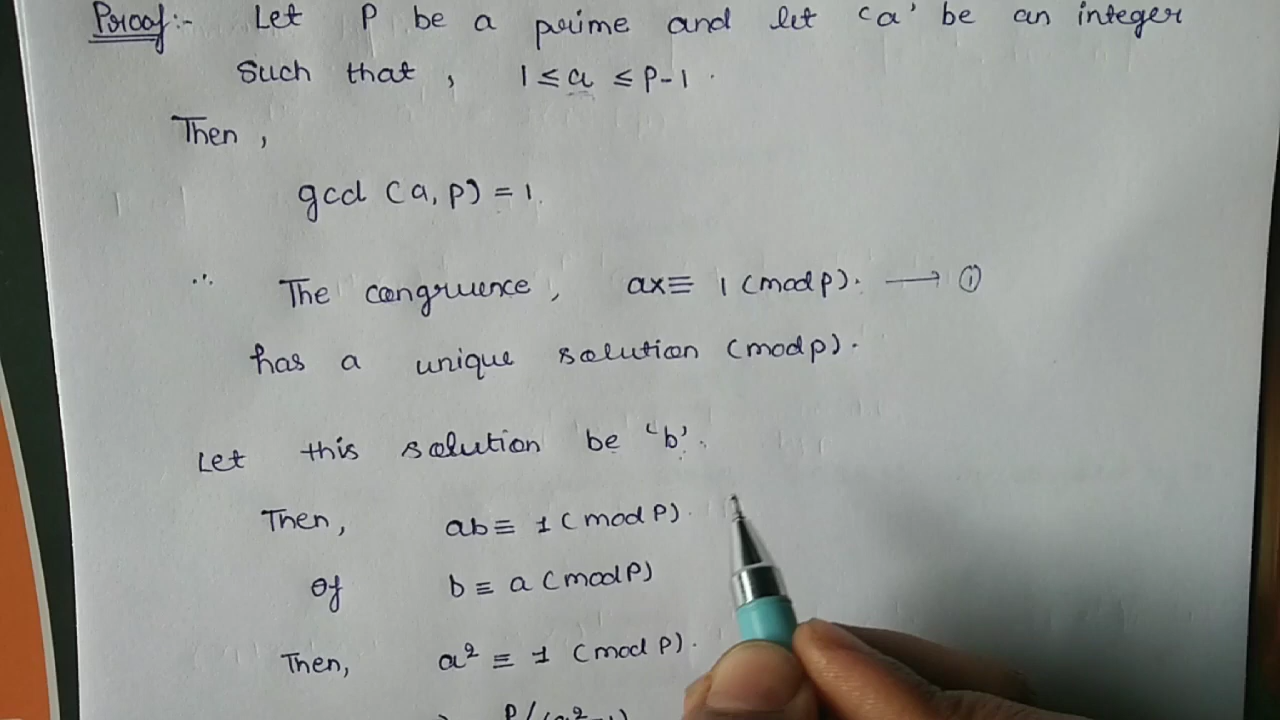 Proof:- Let P be a prime and let 'a' be an integer
Such that, 1 ≤ a ≤ P-1.
Then,
gcd (a, p) = 1.
∴ The congruence, ax ≡ 1 (mod p). ⟶ ①
has a unique solution (mod p).
Let this solution be 'b'.
Then, ab ≡ 1 (mod P).
If b ≡ a (mod P)
Then, a² ≡ 1 (mod P).